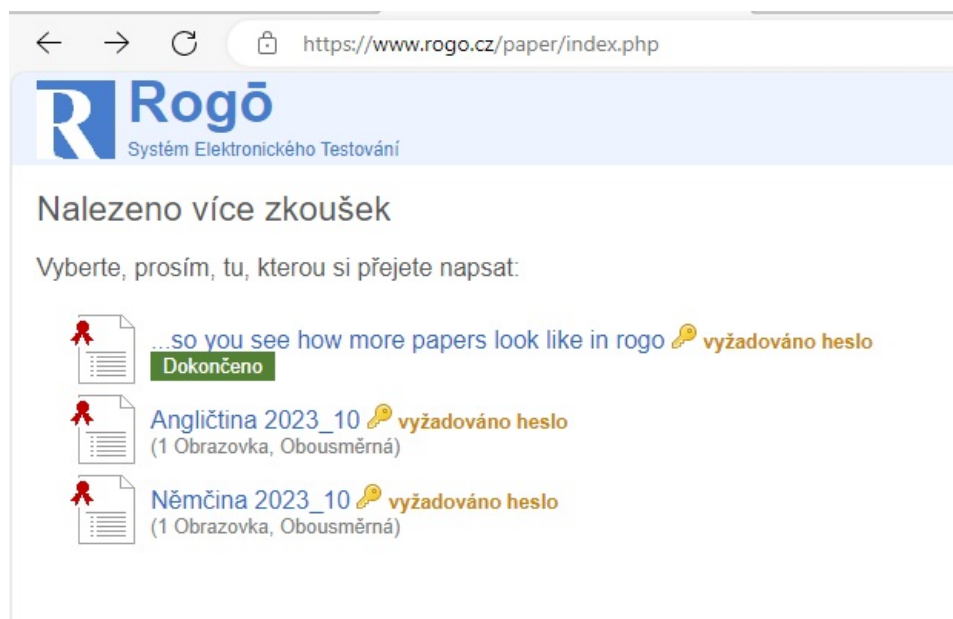 https://www.rogo.cz/paper/index.php
R Rogō
Systém Elektronického Testování
Nalezeno více zkoušek
Vyberte, prosím, tu, kterou si přejete napsat:
...so you see how more papers look like in rogo vyžadováno heslo
Dokončeno
Angličtina 2023_10 vyžadováno heslo
(1 Obrazovka, Obousměrná)
Němčina 2023_10 vyžadováno heslo
(1 Obrazovka, Obousměrná)